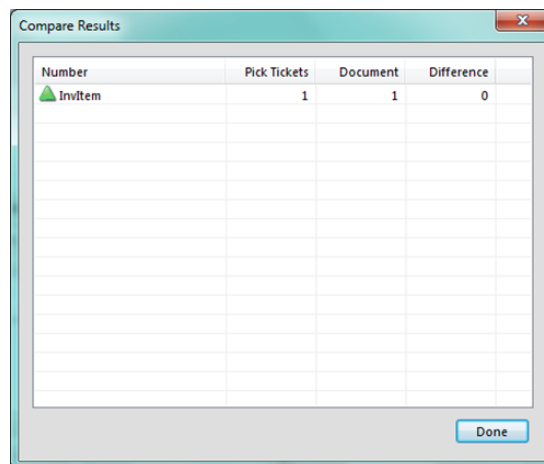 Compare Results
Number Pick Tickets Document Difference
InvItem 1 1 0
Done